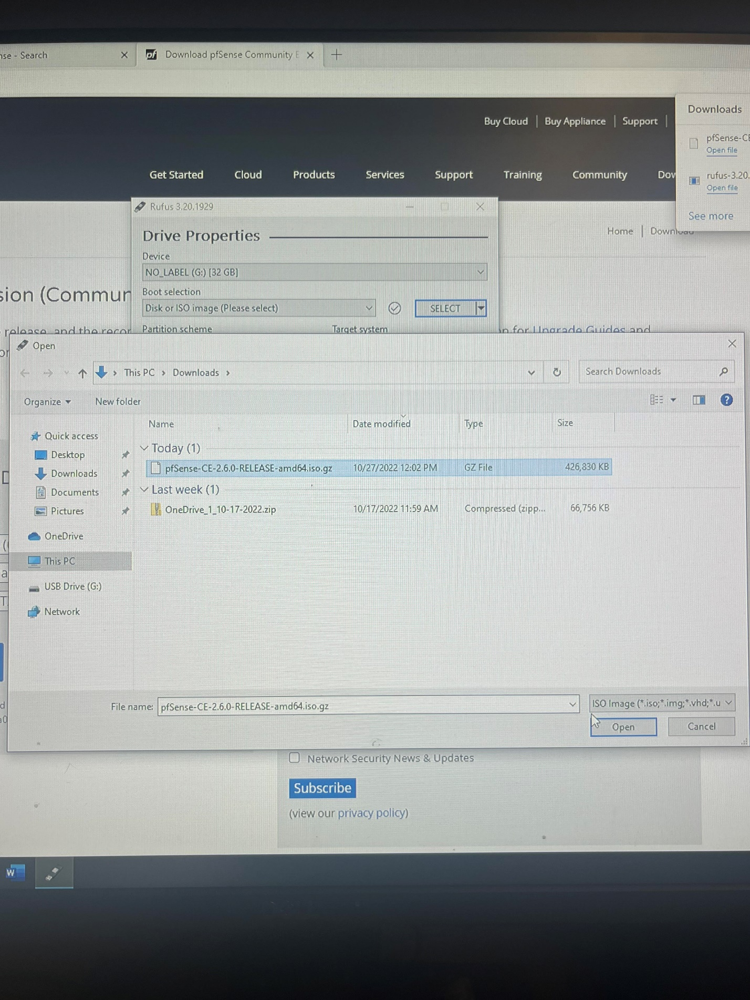 nse - Search
pf Download pfSense Community E
Downloads
Buy Cloud | Buy Appliance | Support |
pfSense-CE
Open file
Get Started Cloud Products Services Support Training Community Dow
rufus-3.20.
Open file
See more
Rufus 3.20.1929
Home | Download
Drive Properties
Device
NO_LABEL (G:) [32 GB]
sion (Commun
Boot selection
Disk or ISO image (Please select)
SELECT
release, and the recor
Partition scheme Target system
n for Upgrade Guides and
or
Open
This PC > Downloads >
Search Downloads
Organize New folder
?
Name Date modified Type Size
Quick access
Desktop
Downloads
Documents
Pictures
OneDrive
This PC
USB Drive (G:)
Network
Today (1)
pfSense-CE-2.6.0-RELEASE-amd64.iso.gz 10/27/2022 12:02 PM GZ File 426,830 KB
Last week (1)
OneDrive_1_10-17-2022.zip 10/17/2022 11:59 AM Compressed (zipp... 66,756 KB
File name: pfSense-CE-2.6.0-RELEASE-amd64.iso.gz
ISO Image (*.iso;*.img;*.vhd;*.u
Open Cancel
Network Security News & Updates
Subscribe
(view our privacy policy)
W